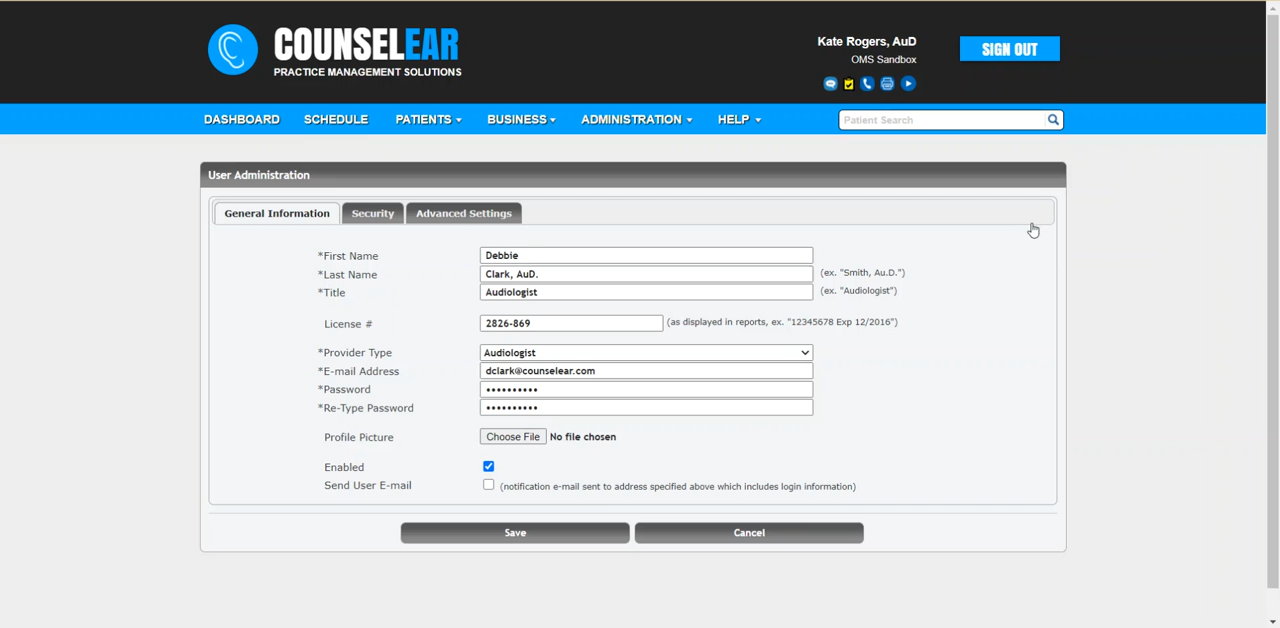 COUNSELEAR
PRACTICE MANAGEMENT SOLUTIONS
Kate Rogers, AuD
OMS Sandbox
SIGN OUT
DASHBOARD SCHEDULE PATIENTS BUSINESS ADMINISTRATION HELP Patient Search
User Administration
General Information Security Advanced Settings
*First Name Debbie
*Last Name Clark, AuD. (ex. "Smith, Au.D.")
*Title Audiologist (ex. "Audiologist")
License # 2826-869 (as displayed in reports, ex. "12345678 Exp 12/2016")
*Provider Type Audiologist
*E-mail Address dclark@counselear.com
*Password ••••••••••
*Re-Type Password ••••••••••
Profile Picture Choose File No file chosen
Enabled
Send User E-mail (notification e-mail sent to address specified above which includes login information)
Save Cancel